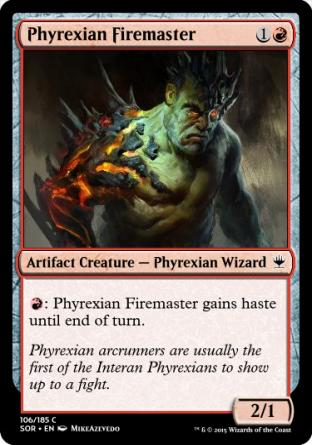 Phyrexian Firemaster 1
Artifact Creature — Phyrexian Wizard
: Phyrexian Firemaster gains haste
until end of turn.
Phyrexian arcrunners are usually the
first of the Interan Phyrexians to show
up to a fight.
2/1
106/185 C
SOR • EN MikeAzevedo
™ & © 2015 Wizards of the Coast